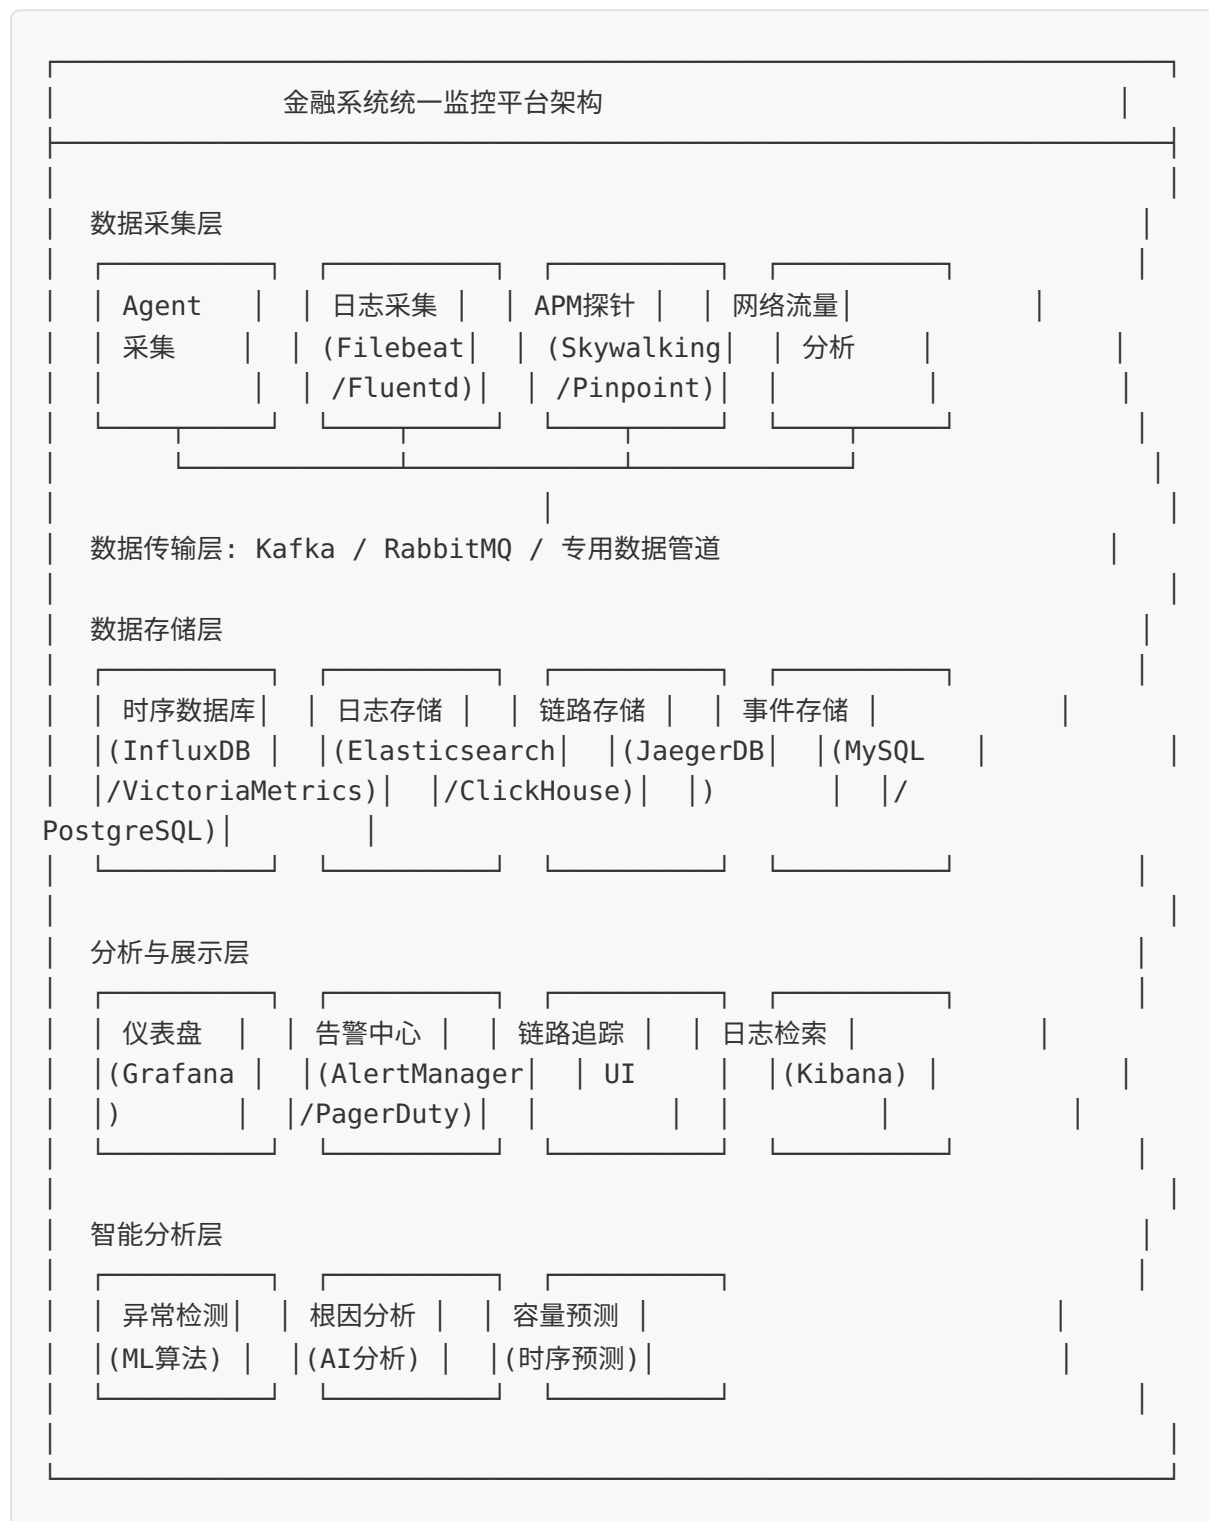 金融系统统一监控平台架构
数据采集层
Agent 日志采集 APM探针 网络流量
采集 (Filebeat (Skywalking 分析
/Fluentd) /Pinpoint)
数据传输层: Kafka / RabbitMQ / 专用数据管道
数据存储层
时序数据库 日志存储 链路存储 事件存储
(InfluxDB (Elasticsearch (JaegerDB (MySQL
/VictoriaMetrics) /ClickHouse) ) /
PostgreSQL)
分析与展示层
仪表盘 告警中心 链路追踪 日志检索
(Grafana (AlertManager UI (Kibana)
) /PagerDuty)
智能分析层
异常检测 根因分析 容量预测
(ML算法) (AI分析) (时序预测)